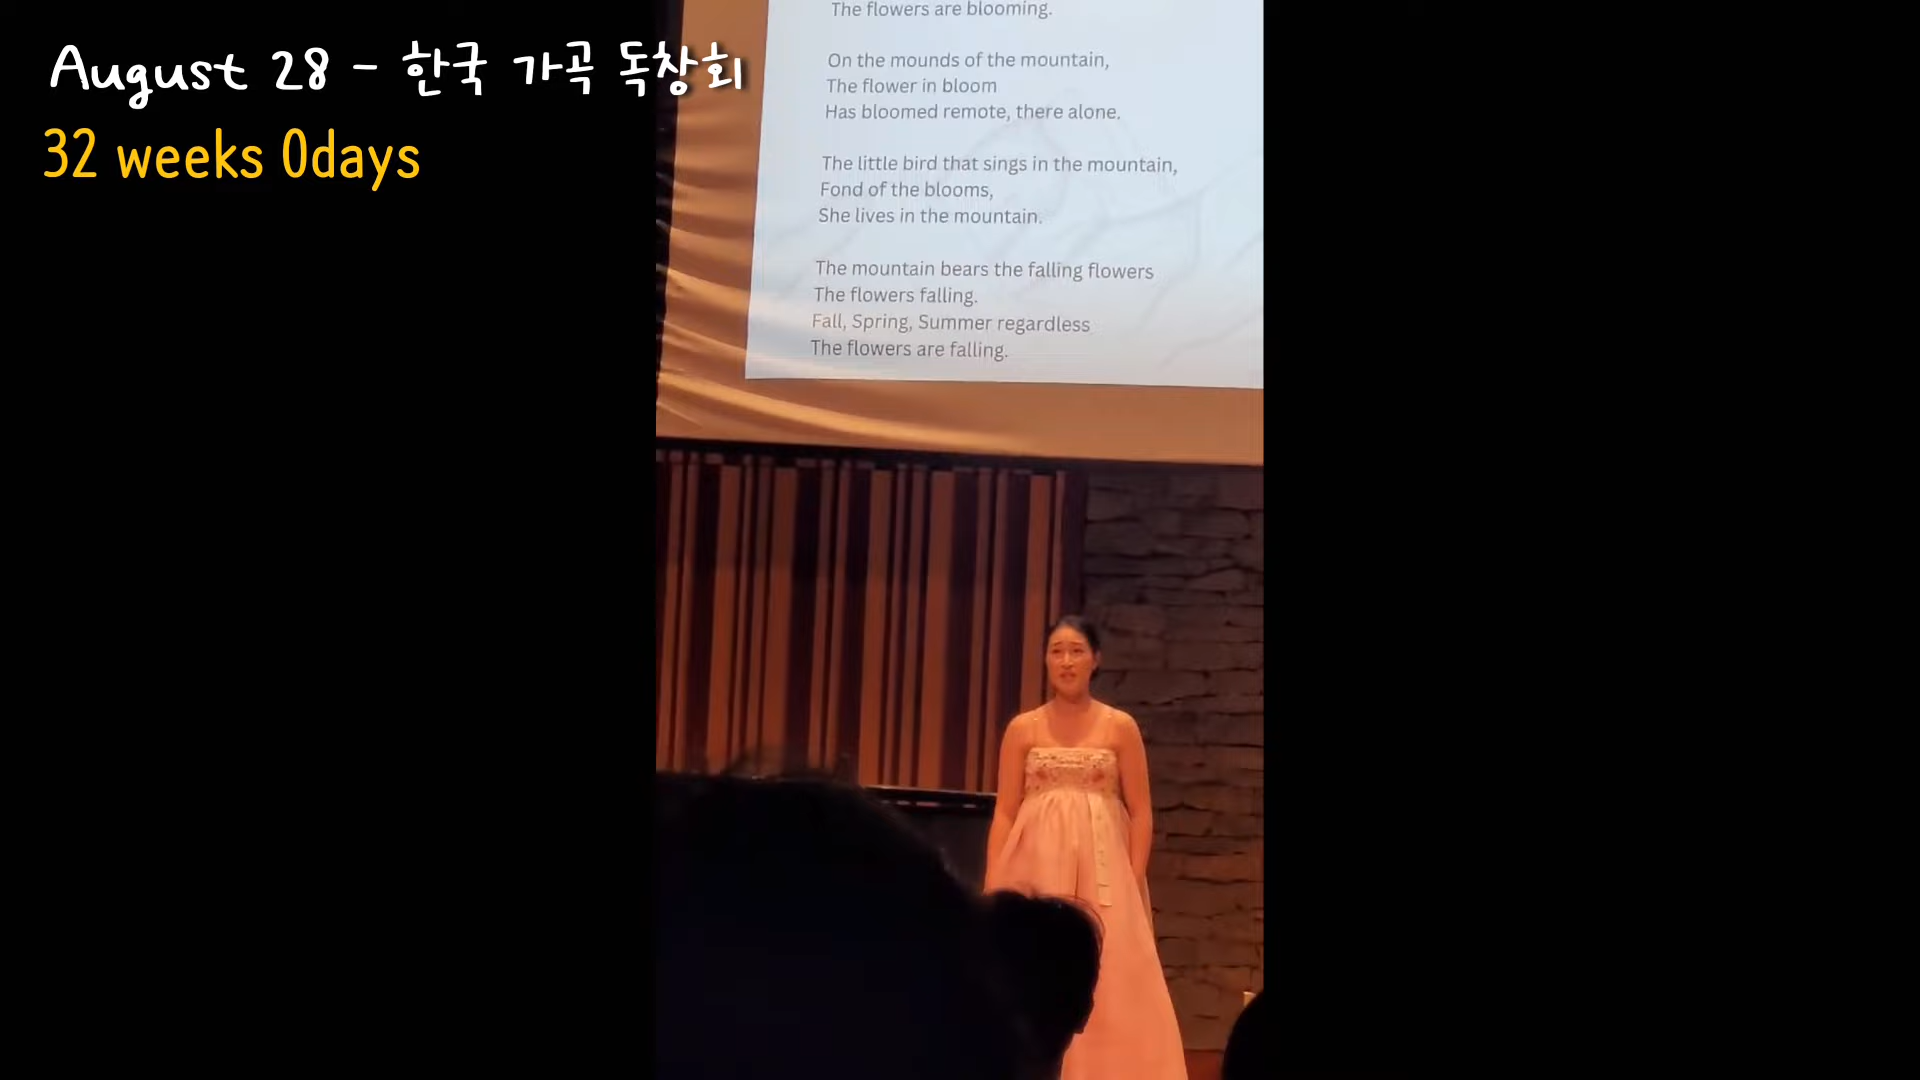 August 28 - 한국 가곡 독창회
32 weeks 0days
The flowers are blooming.
On the mounds of the mountain,
The flower in bloom
Has bloomed remote, there alone.
The little bird that sings in the mountain,
Fond of the blooms,
She lives in the mountain.
The mountain bears the falling flowers
The flowers falling.
Fall, Spring, Summer regardless
The flowers are falling.